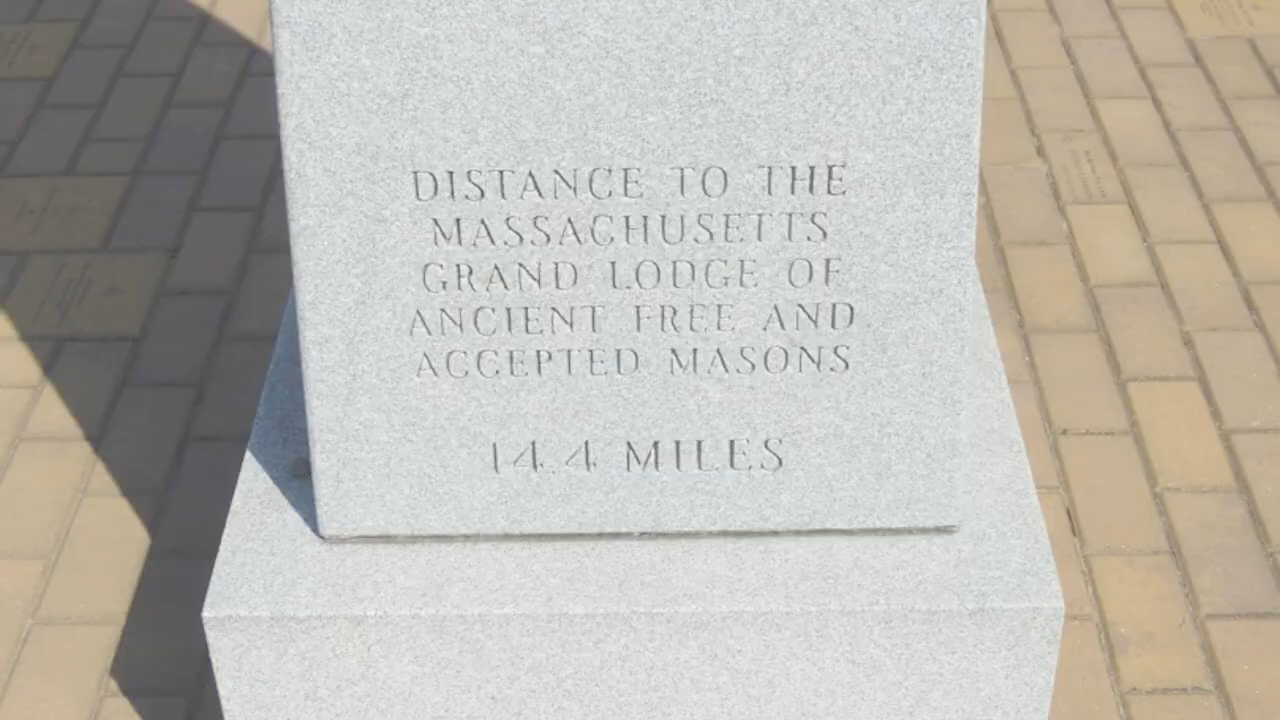 DISTANCE TO THE
MASSACHUSETTS
GRAND LODGE OF
ANCIENT FREE AND
ACCEPTED MASONS
14.4 MILES